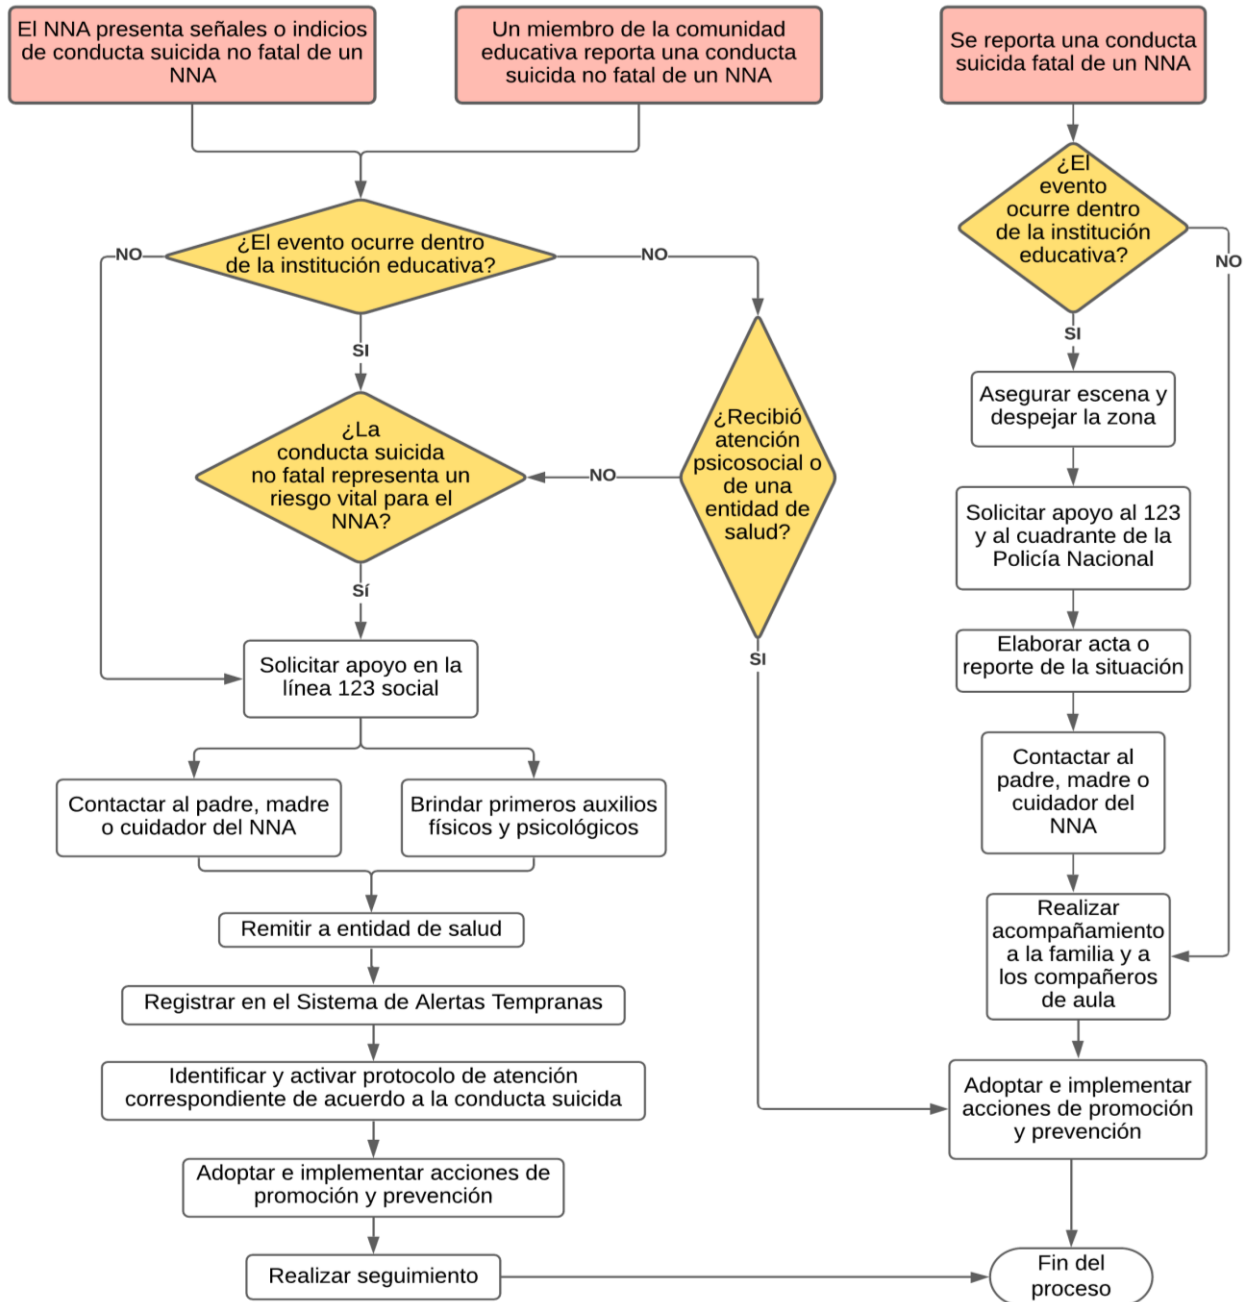 El NNA presenta señales o indicios
de conducta suicida no fatal de un
NNA
Un miembro de la comunidad
educativa reporta una conducta
suicida no fatal de un NNA
Se reporta una conducta
suicida fatal de un NNA
¿El evento ocurre dentro
de la institución educativa?
NO
NO
SI
¿El
evento
ocurre dentro
de la institución
educativa?
NO
SI
¿La
conducta suicida
no fatal representa un
riesgo vital para el
NNA?
NO
Sí
¿Recibió
atención
psicosocial o
de una
entidad de
salud?
SI
Asegurar escena y
despejar la zona
Solicitar apoyo al 123
y al cuadrante de la
Policía Nacional
Elaborar acta o
reporte de la situación
Solicitar apoyo en la
línea 123 social
Contactar al padre, madre
o cuidador del NNA
Brindar primeros auxilios
físicos y psicológicos
Contactar al
padre, madre o
cuidador del
NNA
Remitir a entidad de salud
Realizar
acompañamiento
a la familia y a
los compañeros
de aula
Registrar en el Sistema de Alertas Tempranas
Identificar y activar protocolo de atención
correspondiente de acuerdo a la conducta suicida
Adoptar e implementar
acciones de promoción
y prevención
Adoptar e implementar acciones de
promoción y prevención
Realizar seguimiento
Fin del
proceso